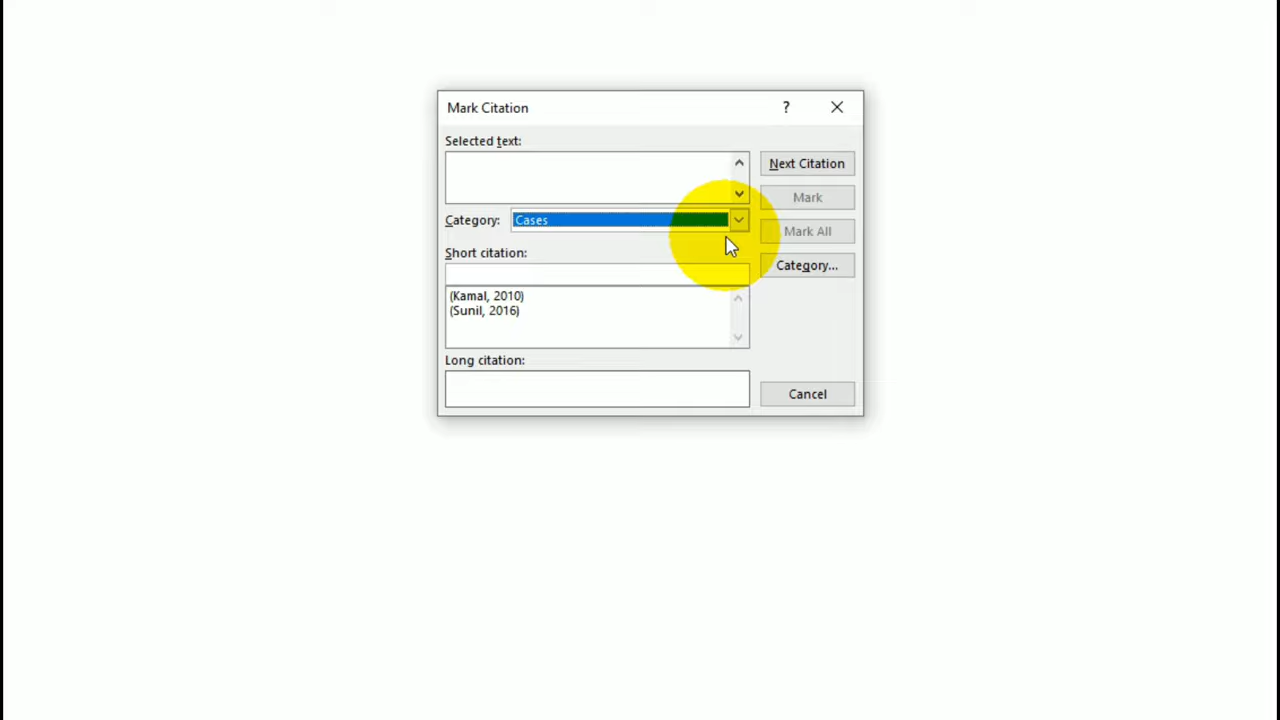 Mark Citation ?
Selected text:
Next Citation
Mark
Category: Cases
Mark All
Short citation:
Category...
(Kamal, 2010)
(Sunil, 2016)
Long citation:
Cancel